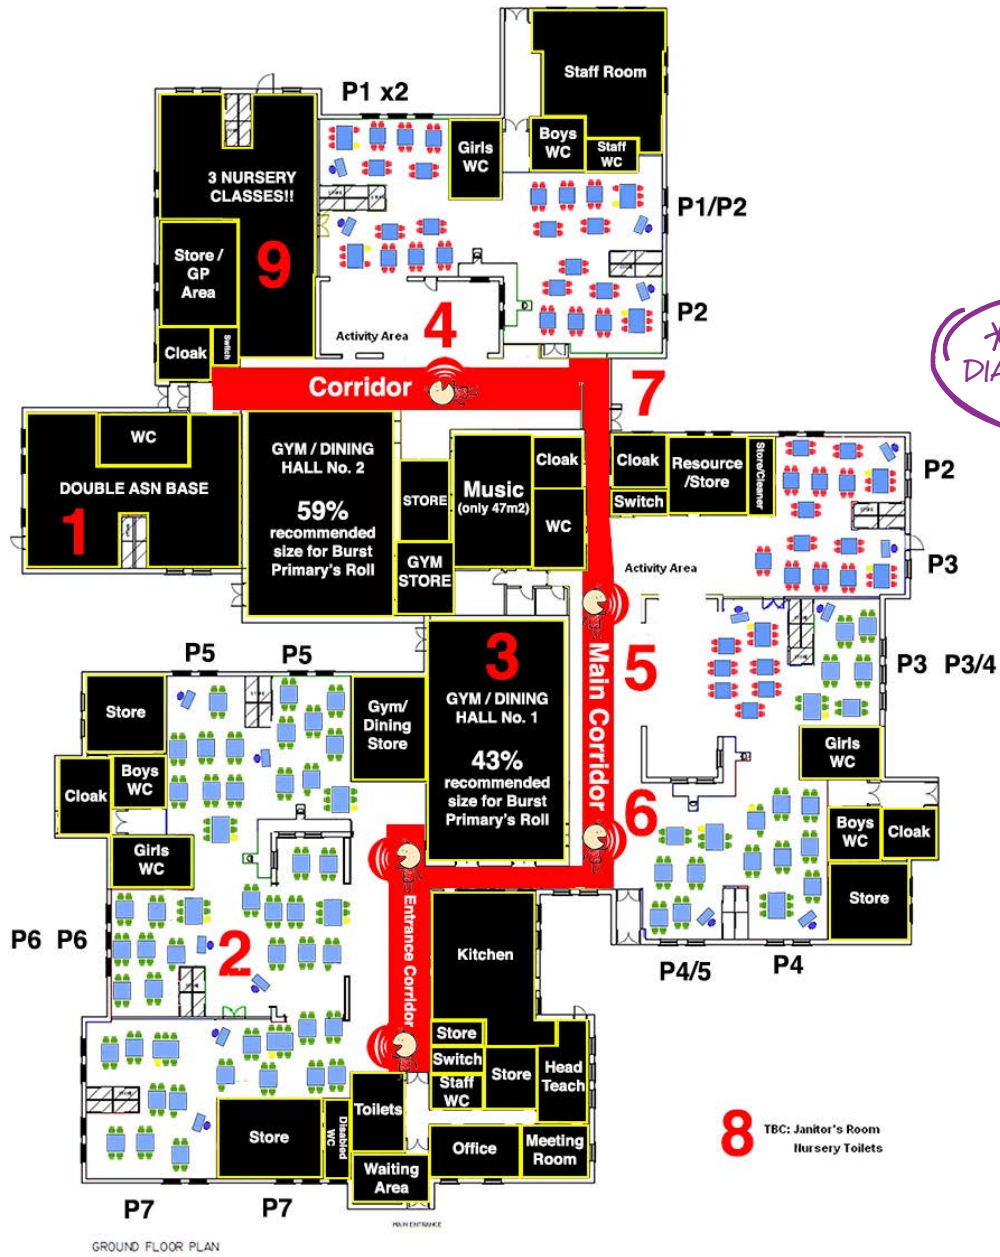 Staff Room
P1 x2
Boys
WC
Girls
WC
Staff
WC
3 NURSERY
CLASSES!!
P1/P2
Store /
GP
Area
9
P2
4
Activity Area
Cloak
Switch
Corridor
7
WC
GYM / DINING
HALL No. 2
DOUBLE ASN BASE
59%
recommended
size for Burst
Primary's Roll
1
STORE
GYM
STORE
Music
(only 47m2)
Cloak
WC
Cloak
Switch
Resource
/Store
Store/Cleaner
P2
Activity Area
P3
P5
P5
3
GYM / DINING
HALL No. 1
43%
recommended
size for Burst
Primary's Roll
Main Corridor
5
P3 P3/4
Store
Gym/
Dining
Store
Girls
WC
Boys
WC
Cloak
6
Girls
WC
Boys
WC
Cloak
Store
P6 P6
2
Entrance Corridor
Kitchen
P4/5
P4
Store
Switch
Staff
WC
Store
Head
Teach
Toilets
Store
Disabled
WC
Office
Meeting
Room
Waiting
Area
8
TBC: Janitor's Room
Nursery Toilets
P7
P7
MAIN ENTRANCE
GROUND FLOOR PLAN